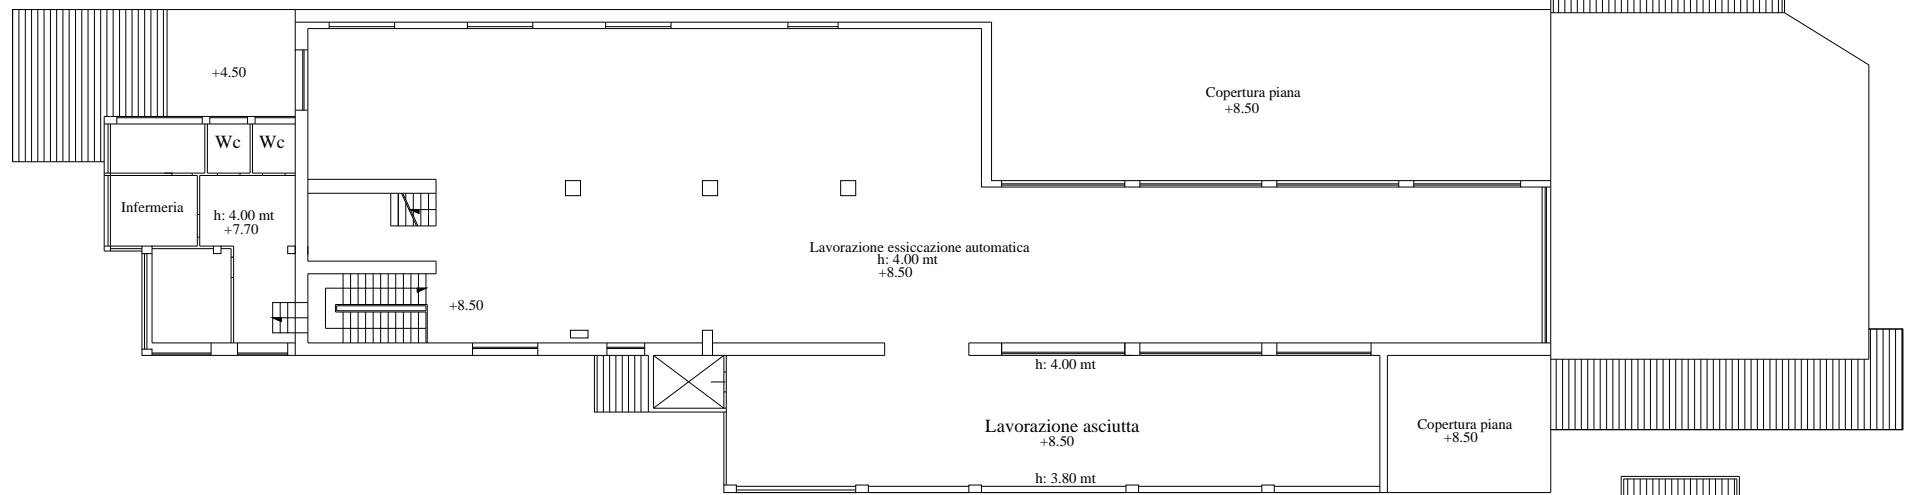 +4.50
Copertura piana
+8.50
Wc Wc
Infermeria
h: 4.00 mt
+7.70
Lavorazione essiccazione automatica
h: 4.00 mt
+8.50
+8.50
h: 4.00 mt
Lavorazione asciutta
+8.50
Copertura piana
+8.50
h: 3.80 mt